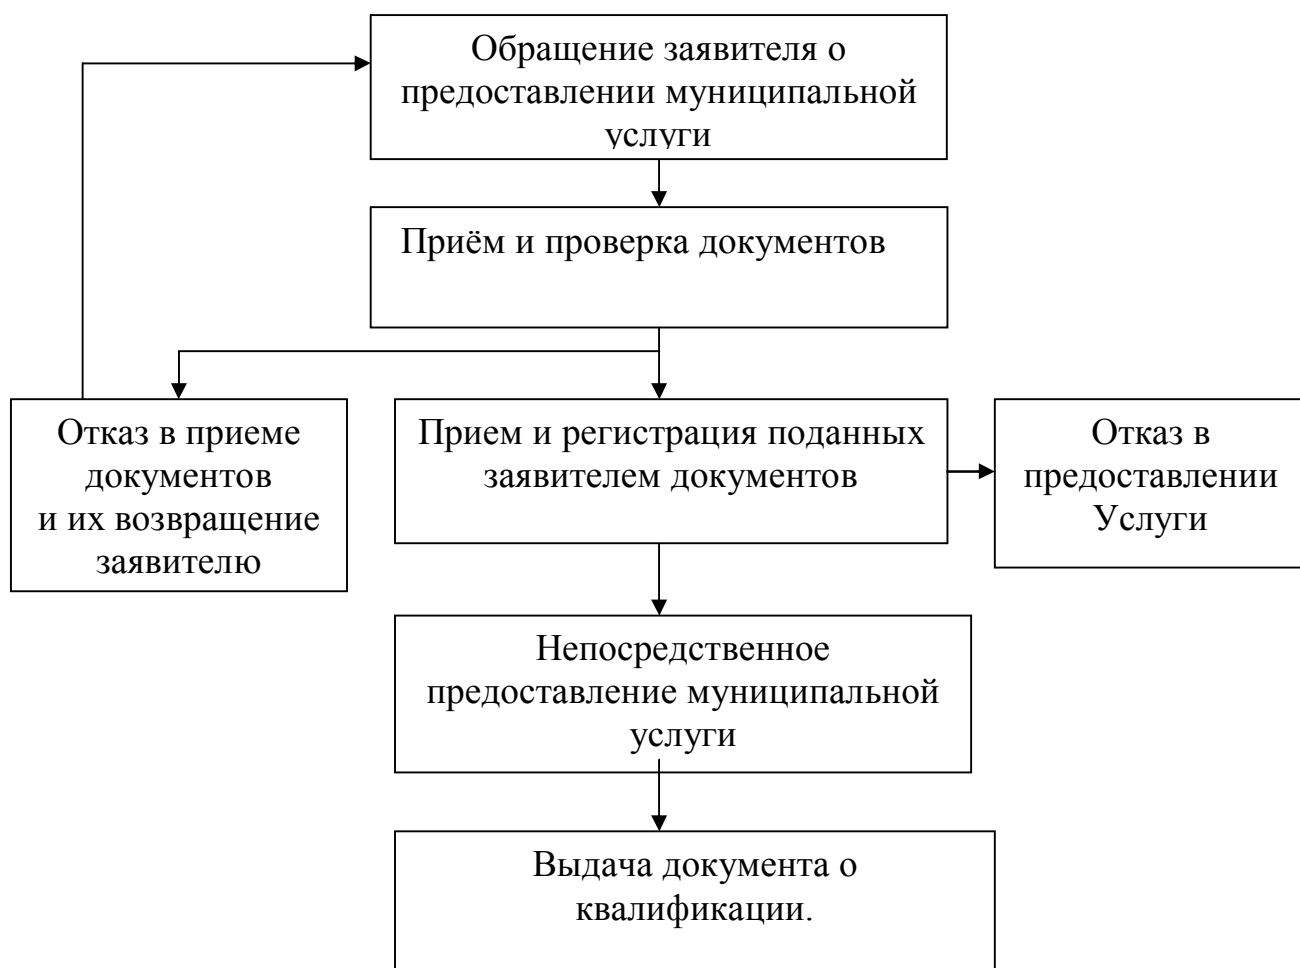 Обращение заявителя о
предоставлении муниципальной
услуги
Приём и проверка документов
Отказ в приеме
документов
и их возвращение
заявителю
Прием и регистрация поданных
заявителем документов
Отказ в
предоставлении
Услуги
Непосредственное
предоставление муниципальной
услуги
Выдача документа о
квалификации.